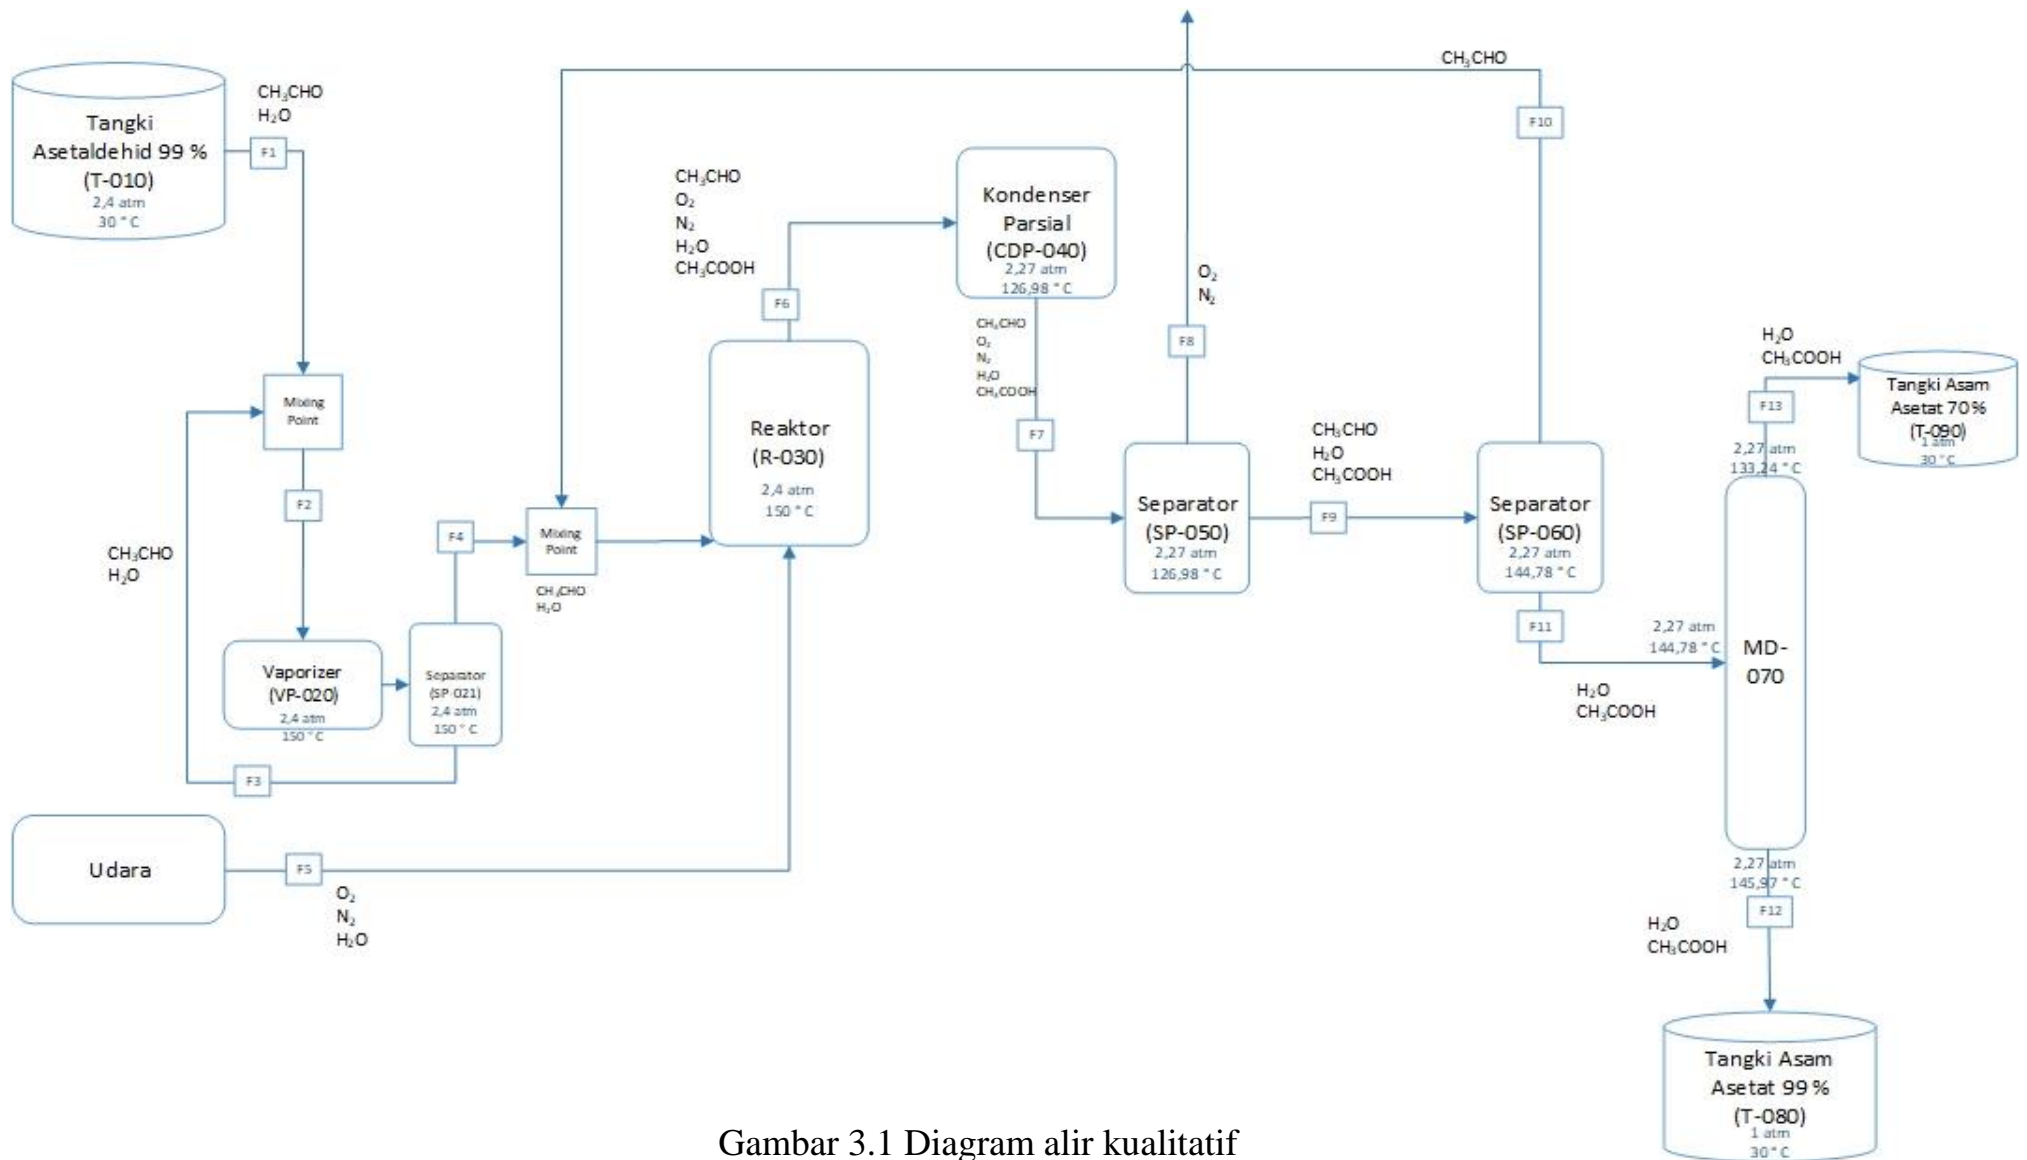 Tangki
Asetaldehid 99 %
(T-010)
2,4 atm
30 ° C
CH₃CHO
H₂O
F1
Mixing
Point
F2
CH₃CHO
H₂O
Vaporizer
(VP-020)
2,4 atm
150 ° C
F3
Separator
(SP-021)
2,4 atm
150 ° C
F4
Mixing
Point
CH₃CHO
H₂O
Udara
F5
O₂
N₂
H₂O
Reaktor
(R-030)
2,4 atm
150 ° C
F6
CH₃CHO
O₂
N₂
H₂O
CH₃COOH
Kondenser
Parsial
(CDP-040)
2,27 atm
126,98 ° C
CH₃CHO
O₂
N₂
H₂O
CH₃COOH
F7
Separator
(SP-050)
2,27 atm
126,98 ° C
F8
O₂
N₂
CH₃CHO
H₂O
CH₃COOH
F9
Separator
(SP-060)
2,27 atm
144,78 ° C
F10
CH₃CHO
F11
H₂O
CH₃COOH
2,27 atm
144,78 ° C
MD-
070
2,27 atm
133,24 ° C
F13
H₂O
CH₃COOH
Tangki Asam
Asetat 70%
(T-090)
1 atm
30 ° C
2,27 atm
145,97 ° C
F12
H₂O
CH₃COOH
Tangki Asam
Asetat 99 %
(T-080)
1 atm
30 ° C
Gambar 3.1 Diagram alir kualitatif